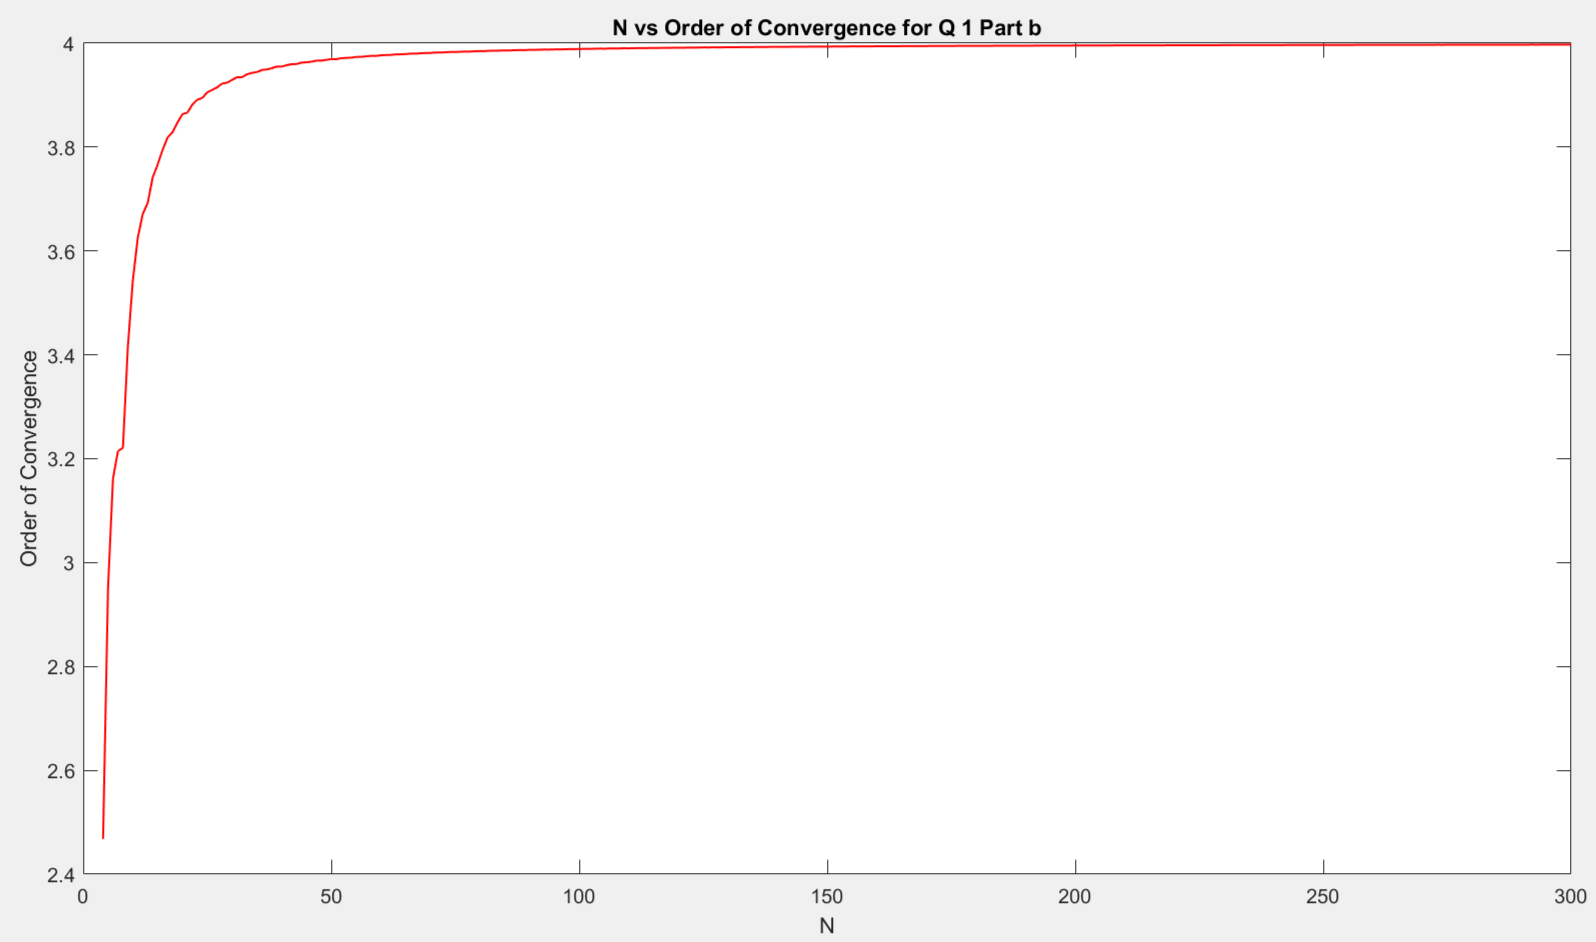 N vs Order of Convergence for Q 1 Part b
4
3.8
3.6
3.4
3.2
3
2.8
2.6
2.4
Order of Convergence
0 50 100 150 200 250 300
N